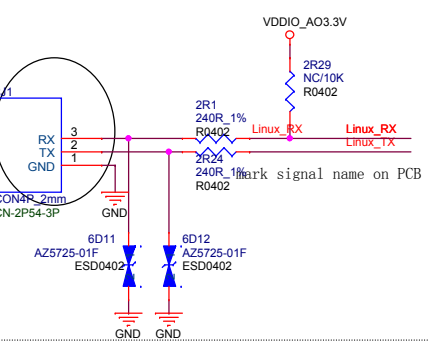 VDDIO_AO3.3V
2R29
NC/10K
R0402
J1
2R1
240R_1%
R0402
Linux_RX
Linux_RX
Linux_TX
RX
3
TX
2
GND
1
2R24
240R_1%
R0402
mark signal name on PCB
CON4P_2mm
CN-2P54-3P
GND
6D11
AZ5725-01F
ESD0402
6D12
AZ5725-01F
ESD0402
GND
GND